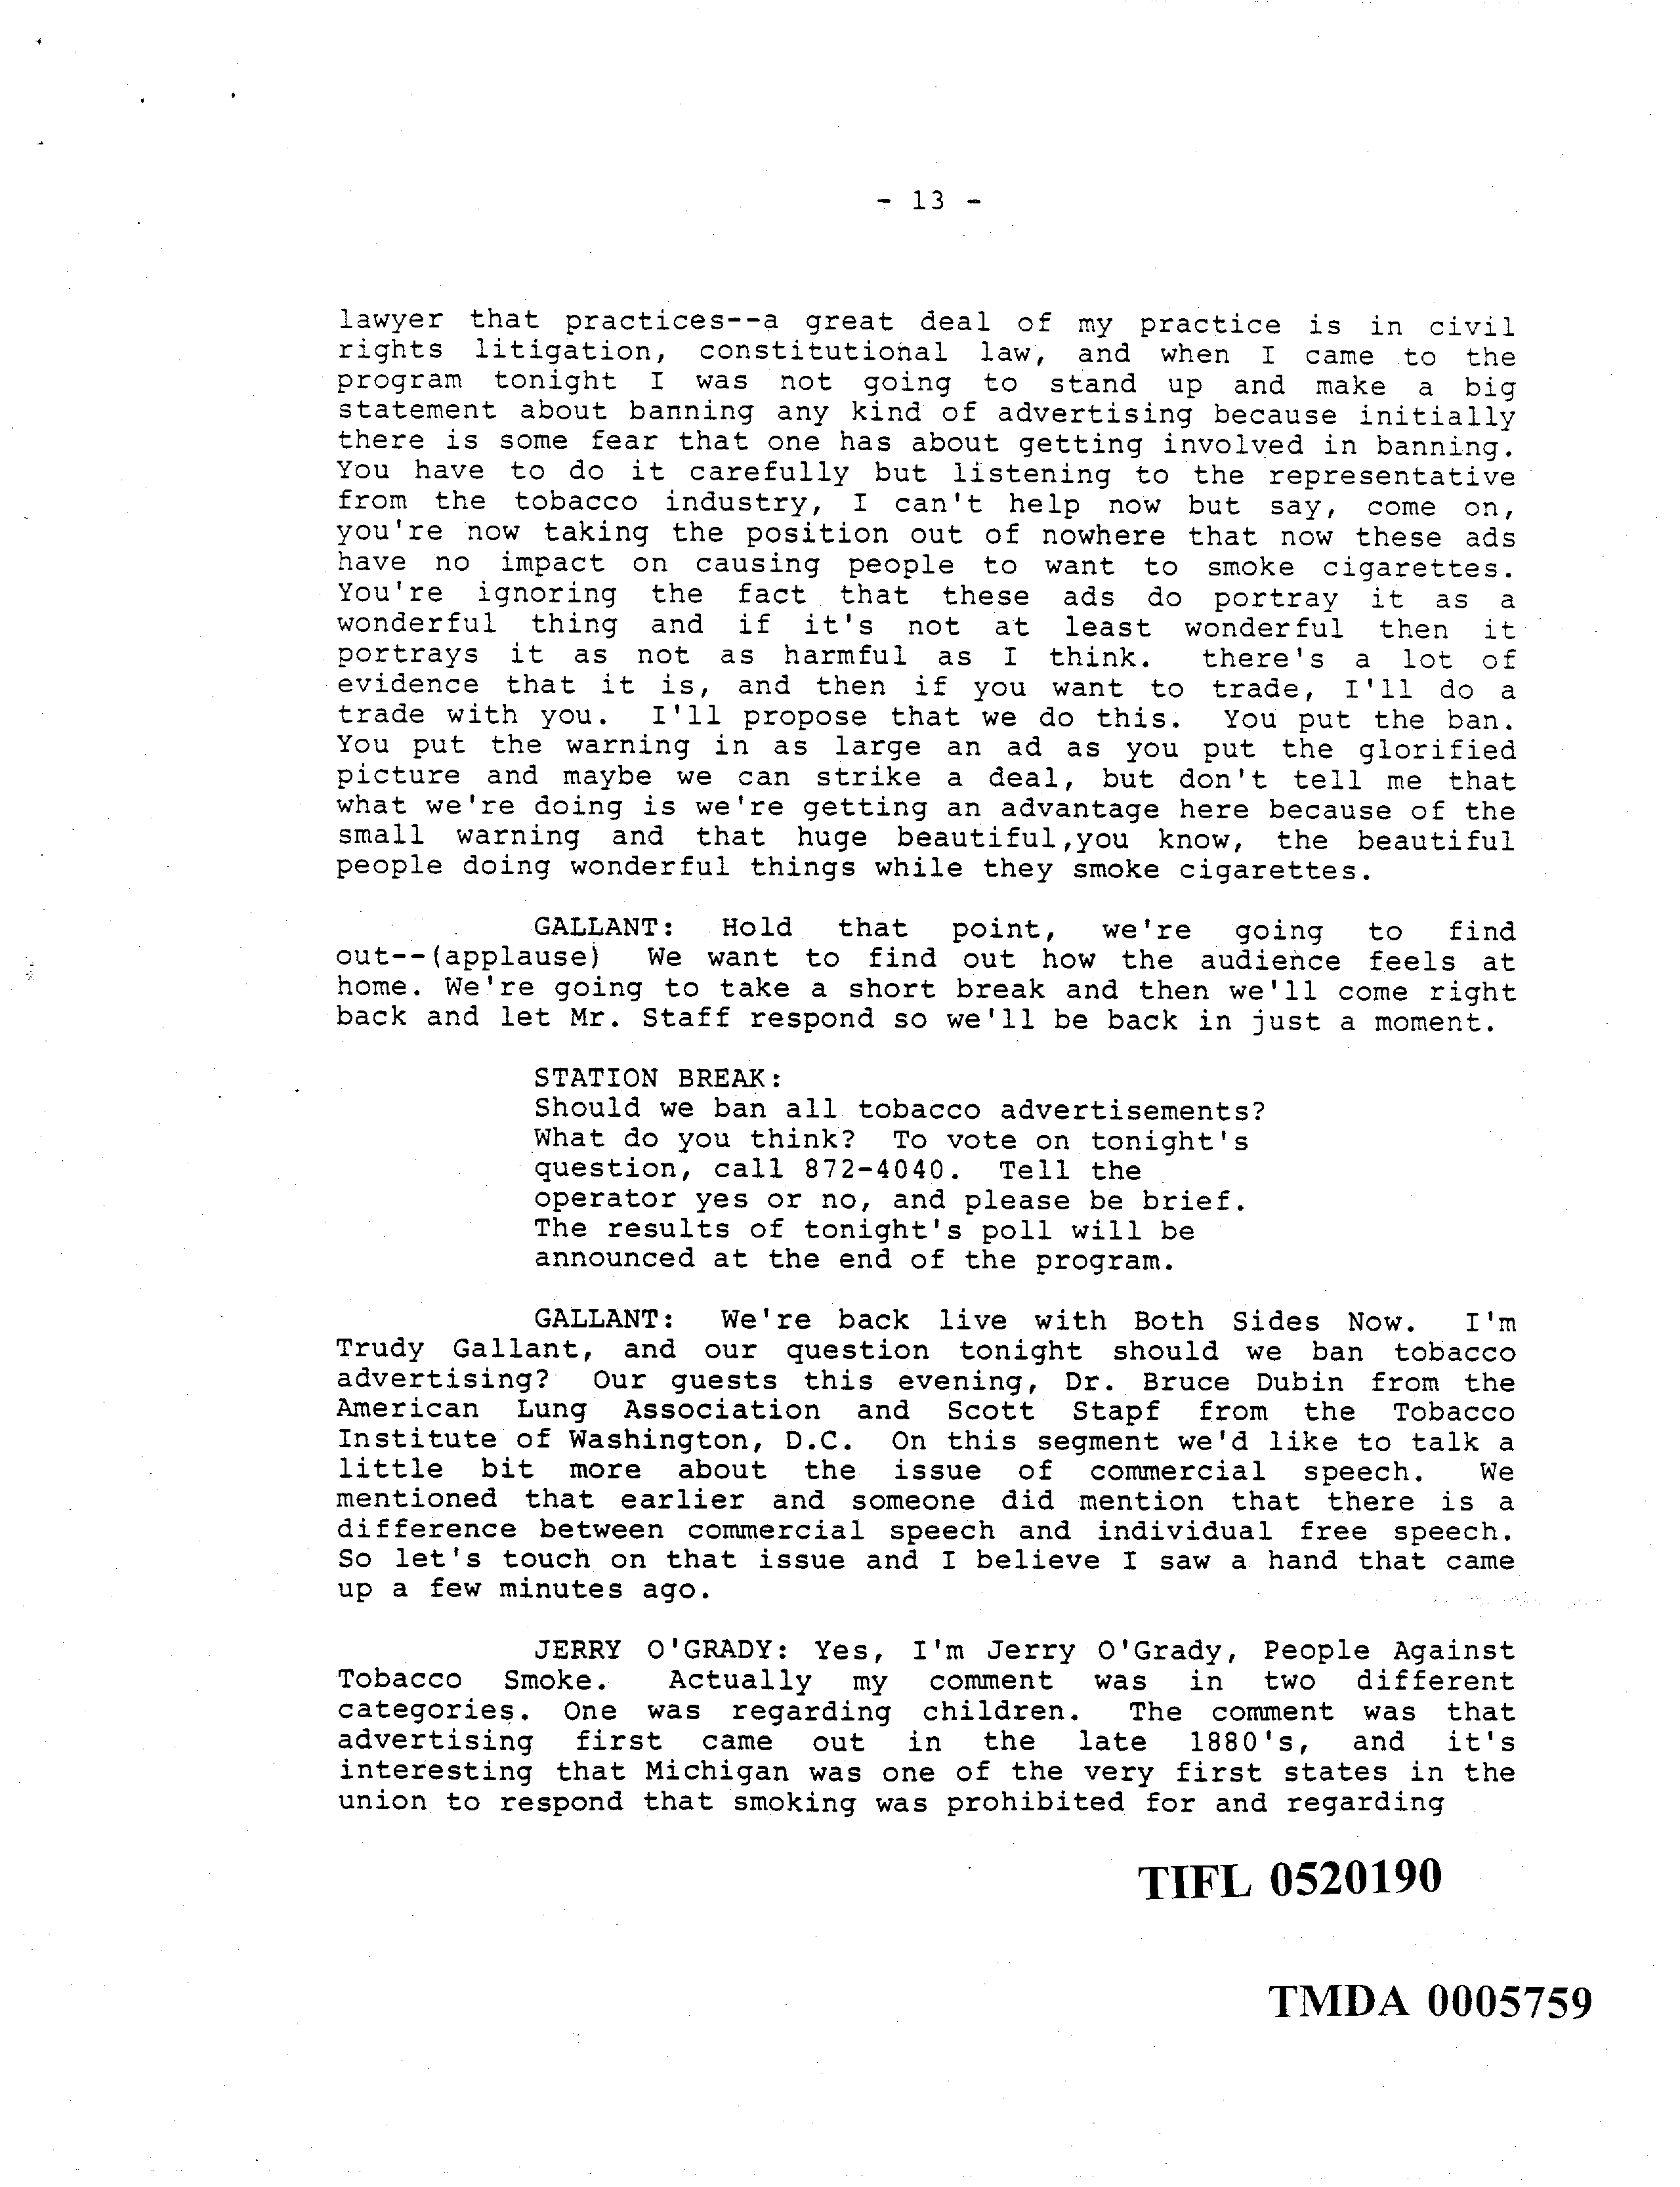 - 13 -
lawyer that practices--a great deal of my practice is in civil
rights litigation, constitutional law, and when I came to the
program tonight I was not going to stand up and make a big
statement about banning any kind of advertising because initially
there is some fear that one has about getting involved in banning.
You have to do it carefully but listening to the representative
from the tobacco industry, I can't help now but say, come on,
you're now taking the position out of nowhere that now these ads
have no impact on causing people to want to smoke cigarettes.
You're ignoring the fact that these ads do portray it as a
wonderful thing and if it's not at least wonderful then it
portrays it as not as harmful as I think. there's a lot of
evidence that it is, and then if you want to trade, I'll do a
trade with you. I'll propose that we do this. You put the ban.
You put the warning in as large an ad as you put the glorified
picture and maybe we can strike a deal, but don't tell me that
what we're doing is we're getting an advantage here because of the
small warning and that huge beautiful,you know, the beautiful
people doing wonderful things while they smoke cigarettes.
GALLANT: Hold that point, we're going to find
out--(applause) We want to find out how the audience feels at
home. We're going to take a short break and then we'll come right
back and let Mr. Staff respond so we'll be back in just a moment.
STATION BREAK:
Should we ban all tobacco advertisements?
What do you think? To vote on tonight's
question, call 872-4040. Tell the
operator yes or no, and please be brief.
The results of tonight's poll will be
announced at the end of the program.
GALLANT: We're back live with Both Sides Now. I'm
Trudy Gallant, and our question tonight should we ban tobacco
advertising? Our guests this evening, Dr. Bruce Dubin from the
American Lung Association and Scott Stapf from the Tobacco
Institute of Washington, D.C. On this segment we'd like to talk a
little bit more about the issue of commercial speech. We
mentioned that earlier and someone did mention that there is a
difference between commercial speech and individual free speech.
So let's touch on that issue and I believe I saw a hand that came
up a few minutes ago.
JERRY O'GRADY: Yes, I'm Jerry O'Grady, People Against
Tobacco Smoke. Actually my comment was in two different
categories. One was regarding children. The comment was that
advertising first came out in the late 1880's, and it's
interesting that Michigan was one of the very first states in the
union to respond that smoking was prohibited for and regarding
TIFL 0520190
TMDA 0005759